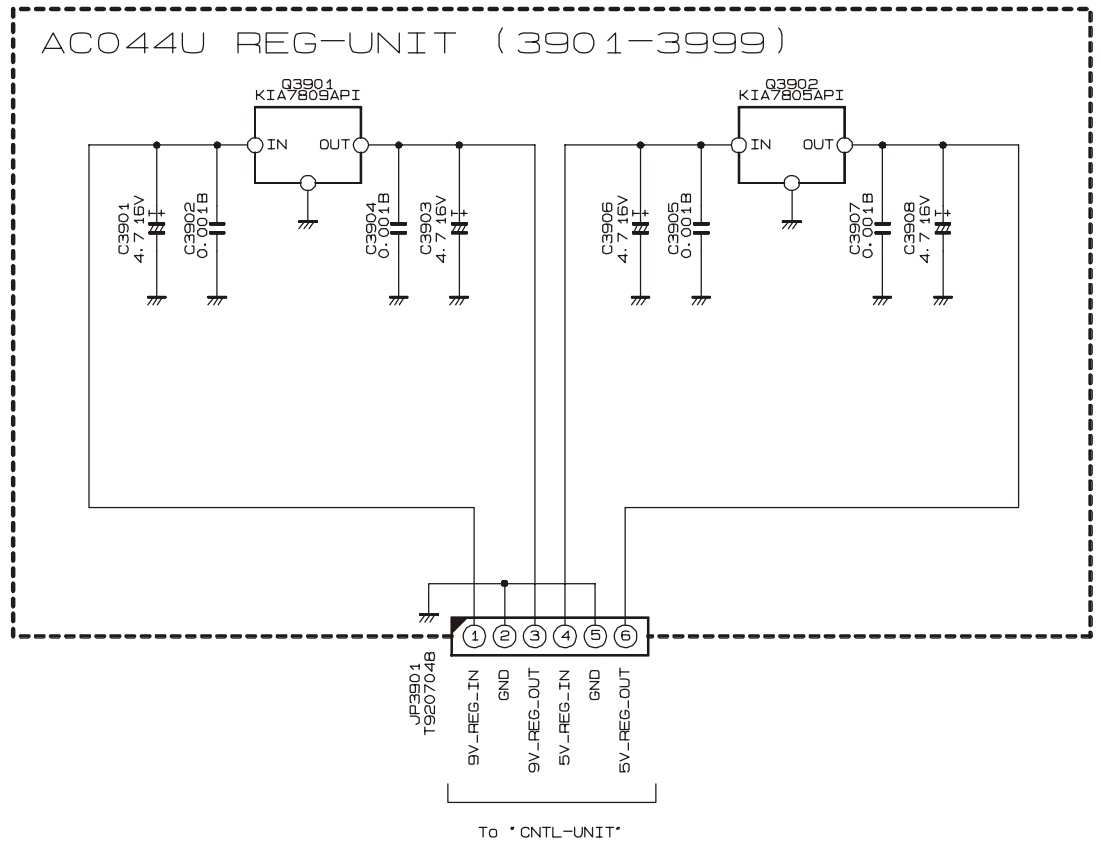 AC044U REG-UNIT (3901-3999)
Q3901
KIA7809API
IN
OUT
Q3902
KIA7805API
IN
OUT
C3901
4.7 16V
C3902
0.001B
C3904
0.001B
C3903
4.7 16V
C3906
4.7 16V
C3905
0.001B
C3907
0.001B
C3908
4.7 16V
+
+
+
+
1 2 3 4 5 6
JP3901
T9207048
9V_REG_IN
GND
9V_REG_OUT
5V_REG_IN
GND
5V_REG_OUT
To "CNTL-UNIT"